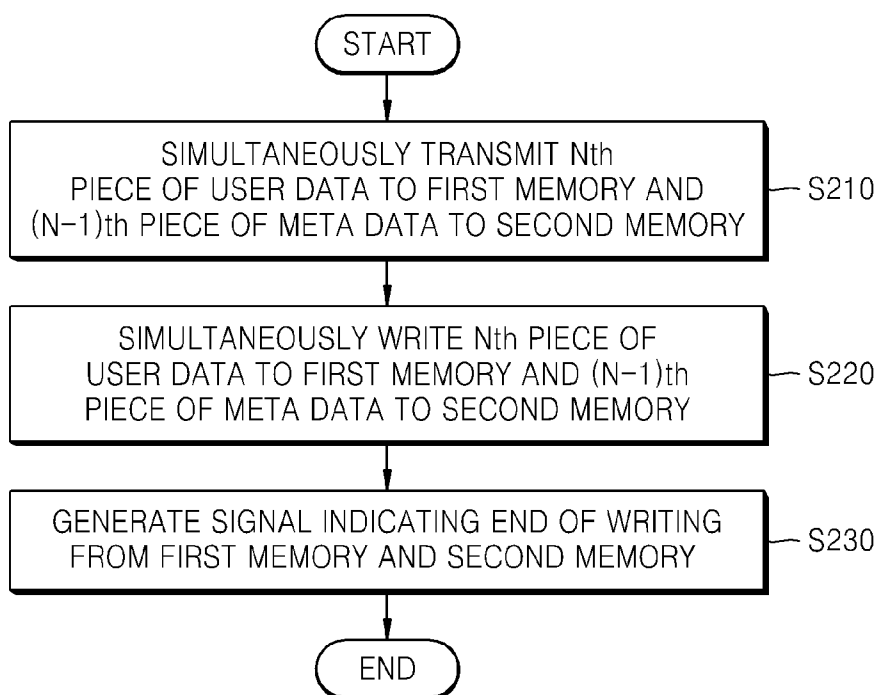 START
SIMULTANEOUSLY TRANSMIT Nth
PIECE OF USER DATA TO FIRST MEMORY AND
(N-1)th PIECE OF META DATA TO SECOND MEMORY
S210
SIMULTANEOUSLY WRITE Nth PIECE OF
USER DATA TO FIRST MEMORY AND (N-1)th
PIECE OF META DATA TO SECOND MEMORY
S220
GENERATE SIGNAL INDICATING END OF WRITING
FROM FIRST MEMORY AND SECOND MEMORY
S230
END